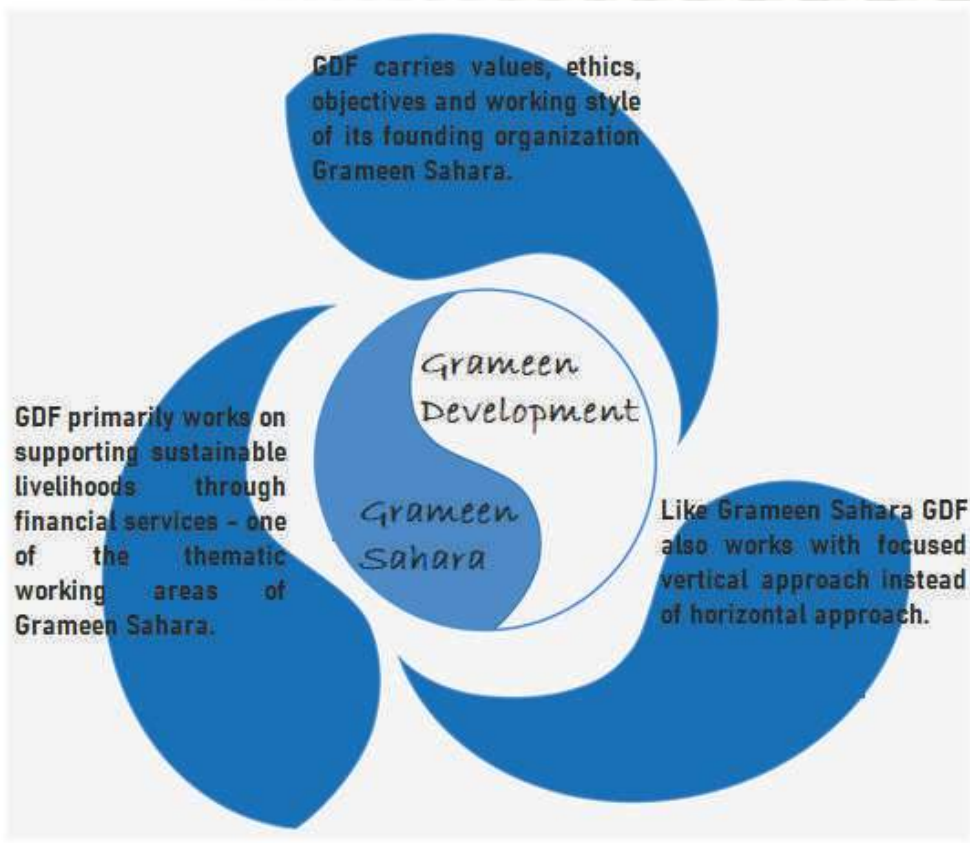 GDF carries values, ethics,
objectives and working style
of its founding organization
Grameen Sahara.
Grameen
Development
Grameen
Sahara
GDF primarily works on
supporting sustainable
livelihoods through
financial services - one
of the thematic
working areas of
Grameen Sahara.
Like Grameen Sahara GDF
also works with focused
vertical approach instead
of horizontal approach.